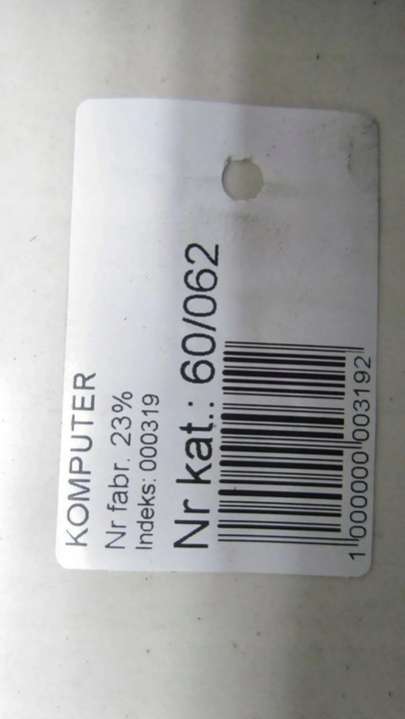 KOMPUTER
Nr fabr. 23%
Indeks: 000319
Nr kat.: 60/062
1 000000 003192